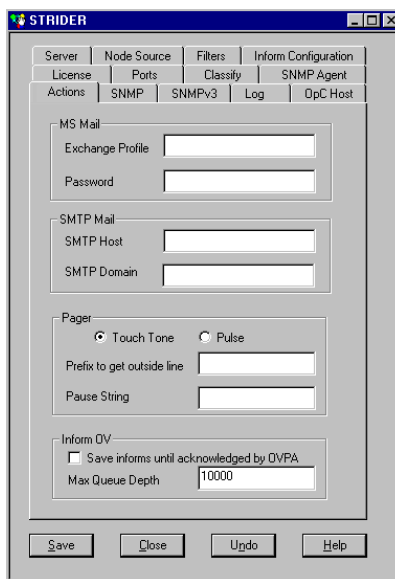 STRIDER
Server Node Source Filters Inform Configuration
License Ports Classify SNMP Agent
Actions SNMP SNMPv3 Log OpC Host
MS Mail
Exchange Profile
Password
SMTP Mail
SMTP Host
SMTP Domain
Pager
Touch Tone Pulse
Prefix to get outside line
Pause String
Inform OV
Save informs until acknowledged by OVPA
Max Queue Depth 10000
Save Close Undo Help